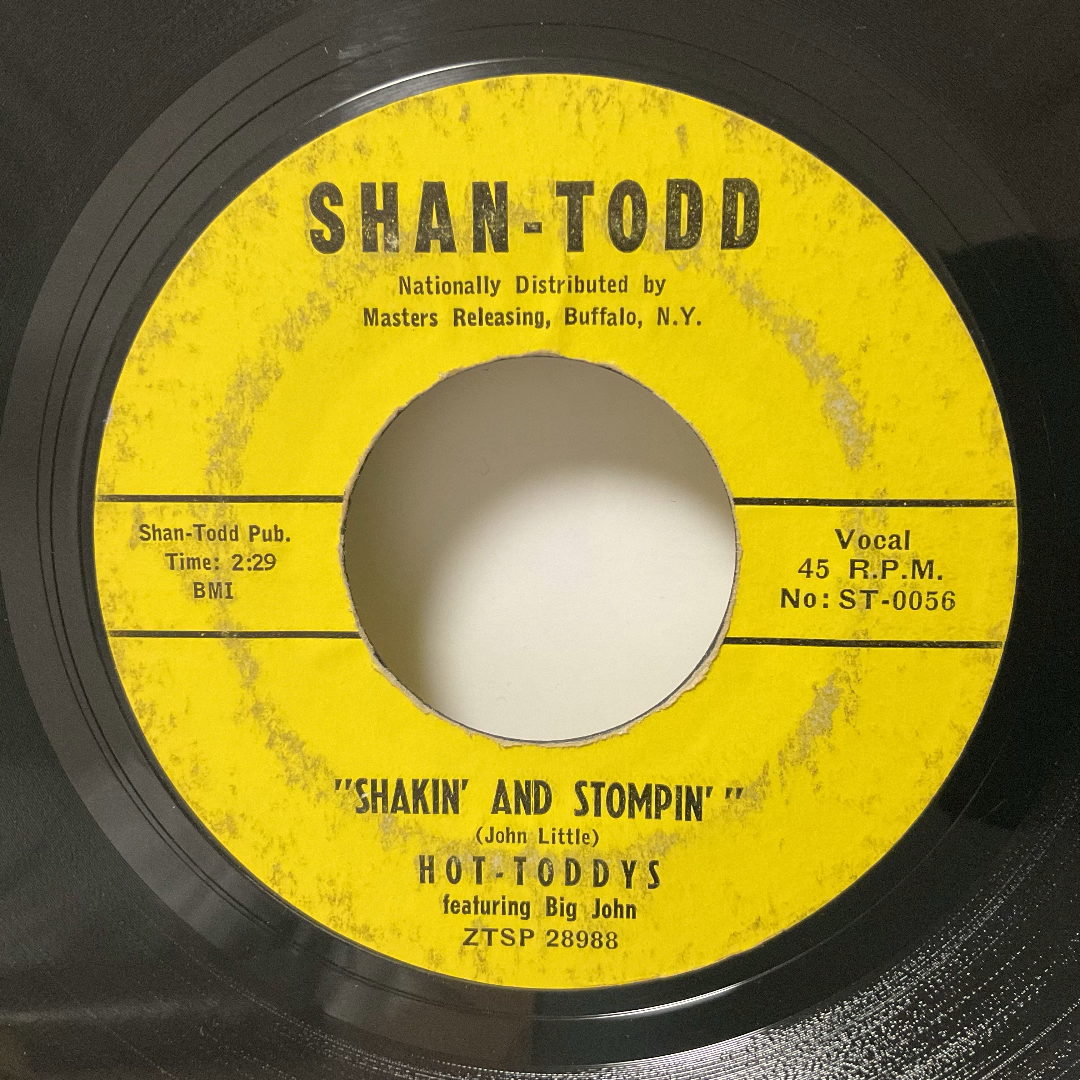 SHAN-TODD
Nationally Distributed by
Masters Releasing, Buffalo, N.Y.
Shan-Todd Pub.
Time: 2:29
BMI
Vocal
45 R.P.M.
No: ST-0056
"SHAKIN' AND STOMPIN'"
(John Little)
HOT-TODDYS
featuring Big John
ZTSP 28988